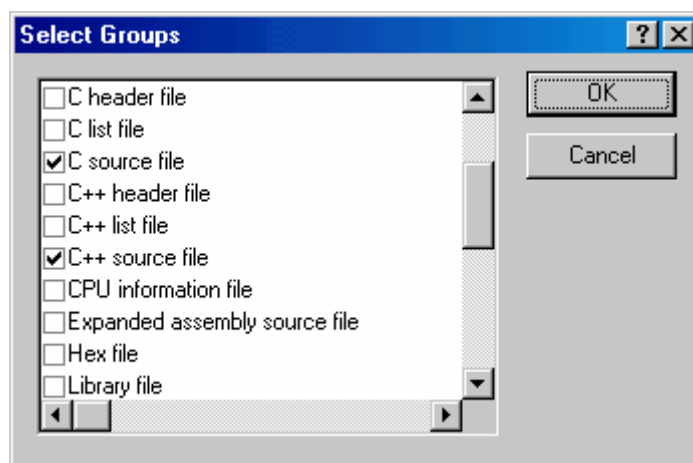 Select Groups
C header file
C list file
C source file
C++ header file
C++ list file
C++ source file
CPU information file
Expanded assembly source file
Hex file
Library file
OK
Cancel